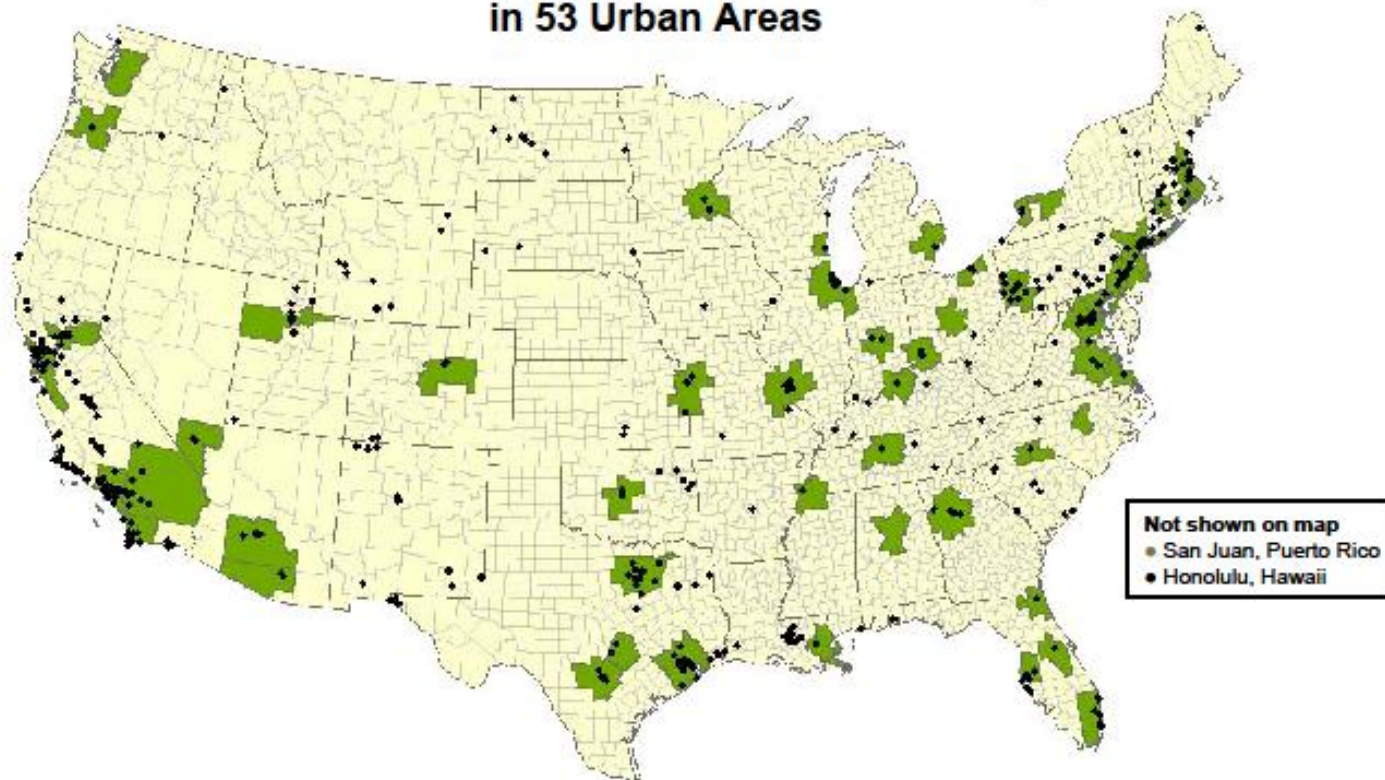 in 53 Urban Areas
Not shown on map
San Juan, Puerto Rico
Honolulu, Hawaii